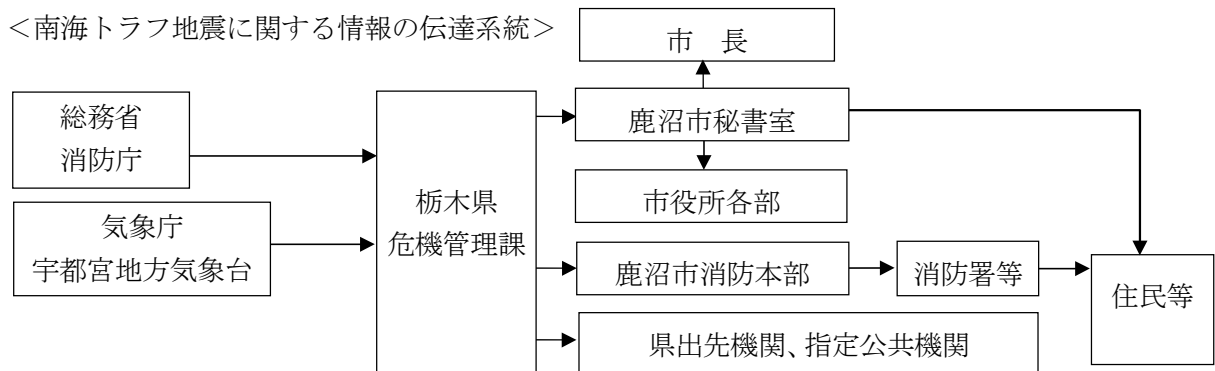 ＜南海トラフ地震に関する情報の伝達系統＞
市　長
総務省
消防庁
鹿沼市秘書室
市役所各部
気象庁
宇都宮地方気象台
栃木県
危機管理課
鹿沼市消防本部
消防署等
住民等
県出先機関、指定公共機関